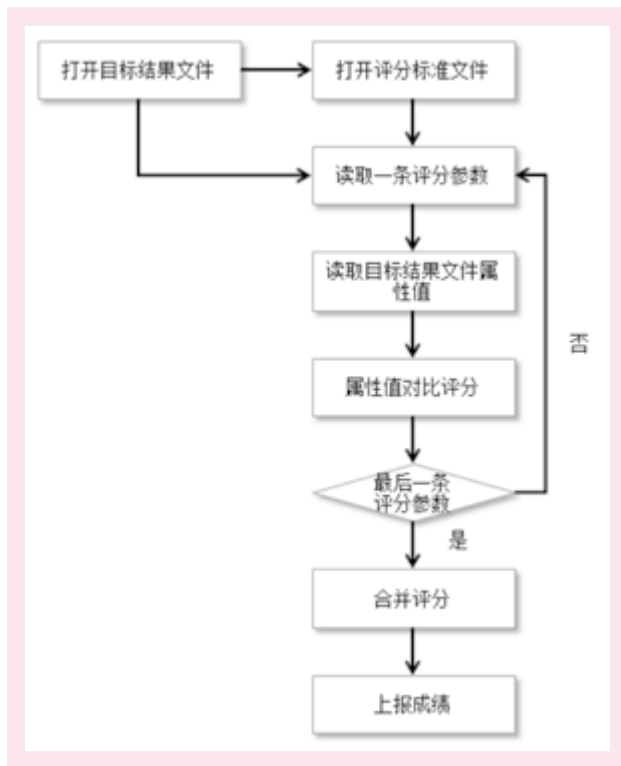 打开目标结果文件
打开评分标准文件
读取一条评分参数
读取目标结果文件属
性值
否
属性值对比评分
最后一条
评分参数
是
合并评分
上报成绩